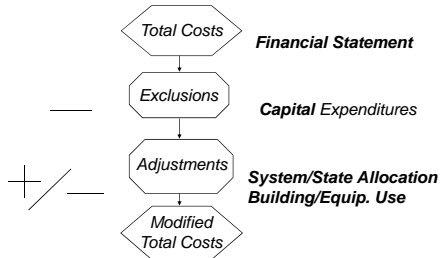 Total Costs
Financial Statement
Exclusions
Capital Expenditures
Adjustments
System/State Allocation
Building/Equip. Use
Modified
Total Costs